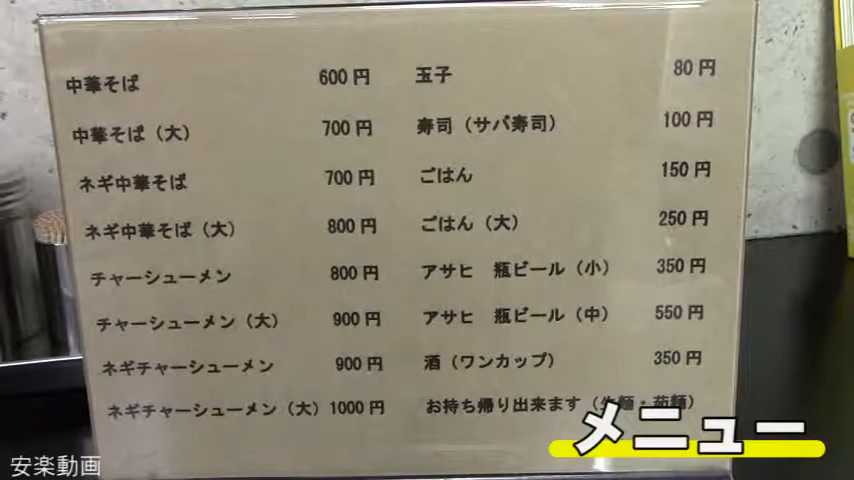 中華そば 600円
中華そば（大） 700円
ネギ中華そば 700円
ネギ中華そば（大） 800円
チャーシューメン 800円
チャーシューメン（大） 900円
ネギチャーシューメン 900円
ネギチャーシューメン（大） 1000円
玉子 80円
寿司（サバ寿司） 100円
ごはん 150円
ごはん（大） 250円
アサヒ 瓶ビール（小） 350円
アサヒ 瓶ビール（中） 550円
酒（ワンカップ） 350円
お持ち帰り出来ます
メニュー
安楽動画